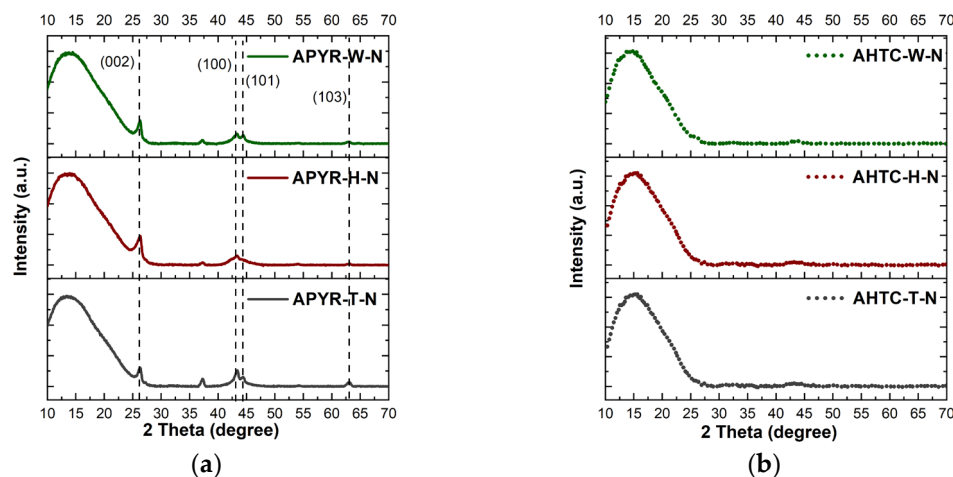 10 15 20 25 30 35 40 45 50 55 60 65 70
APYR-W-N
(002)
(100)
(101)
(103)
APYR-H-N
APYR-T-N
Intensity (a.u.)
10 15 20 25 30 35 40 45 50 55 60 65 70
2 Theta (degree)
(a)
10 15 20 25 30 35 40 45 50 55 60 65 70
AHTC-W-N
AHTC-H-N
AHTC-T-N
Intensity (a.u.)
10 15 20 25 30 35 40 45 50 55 60 65 70
2 Theta (degree)
(b)